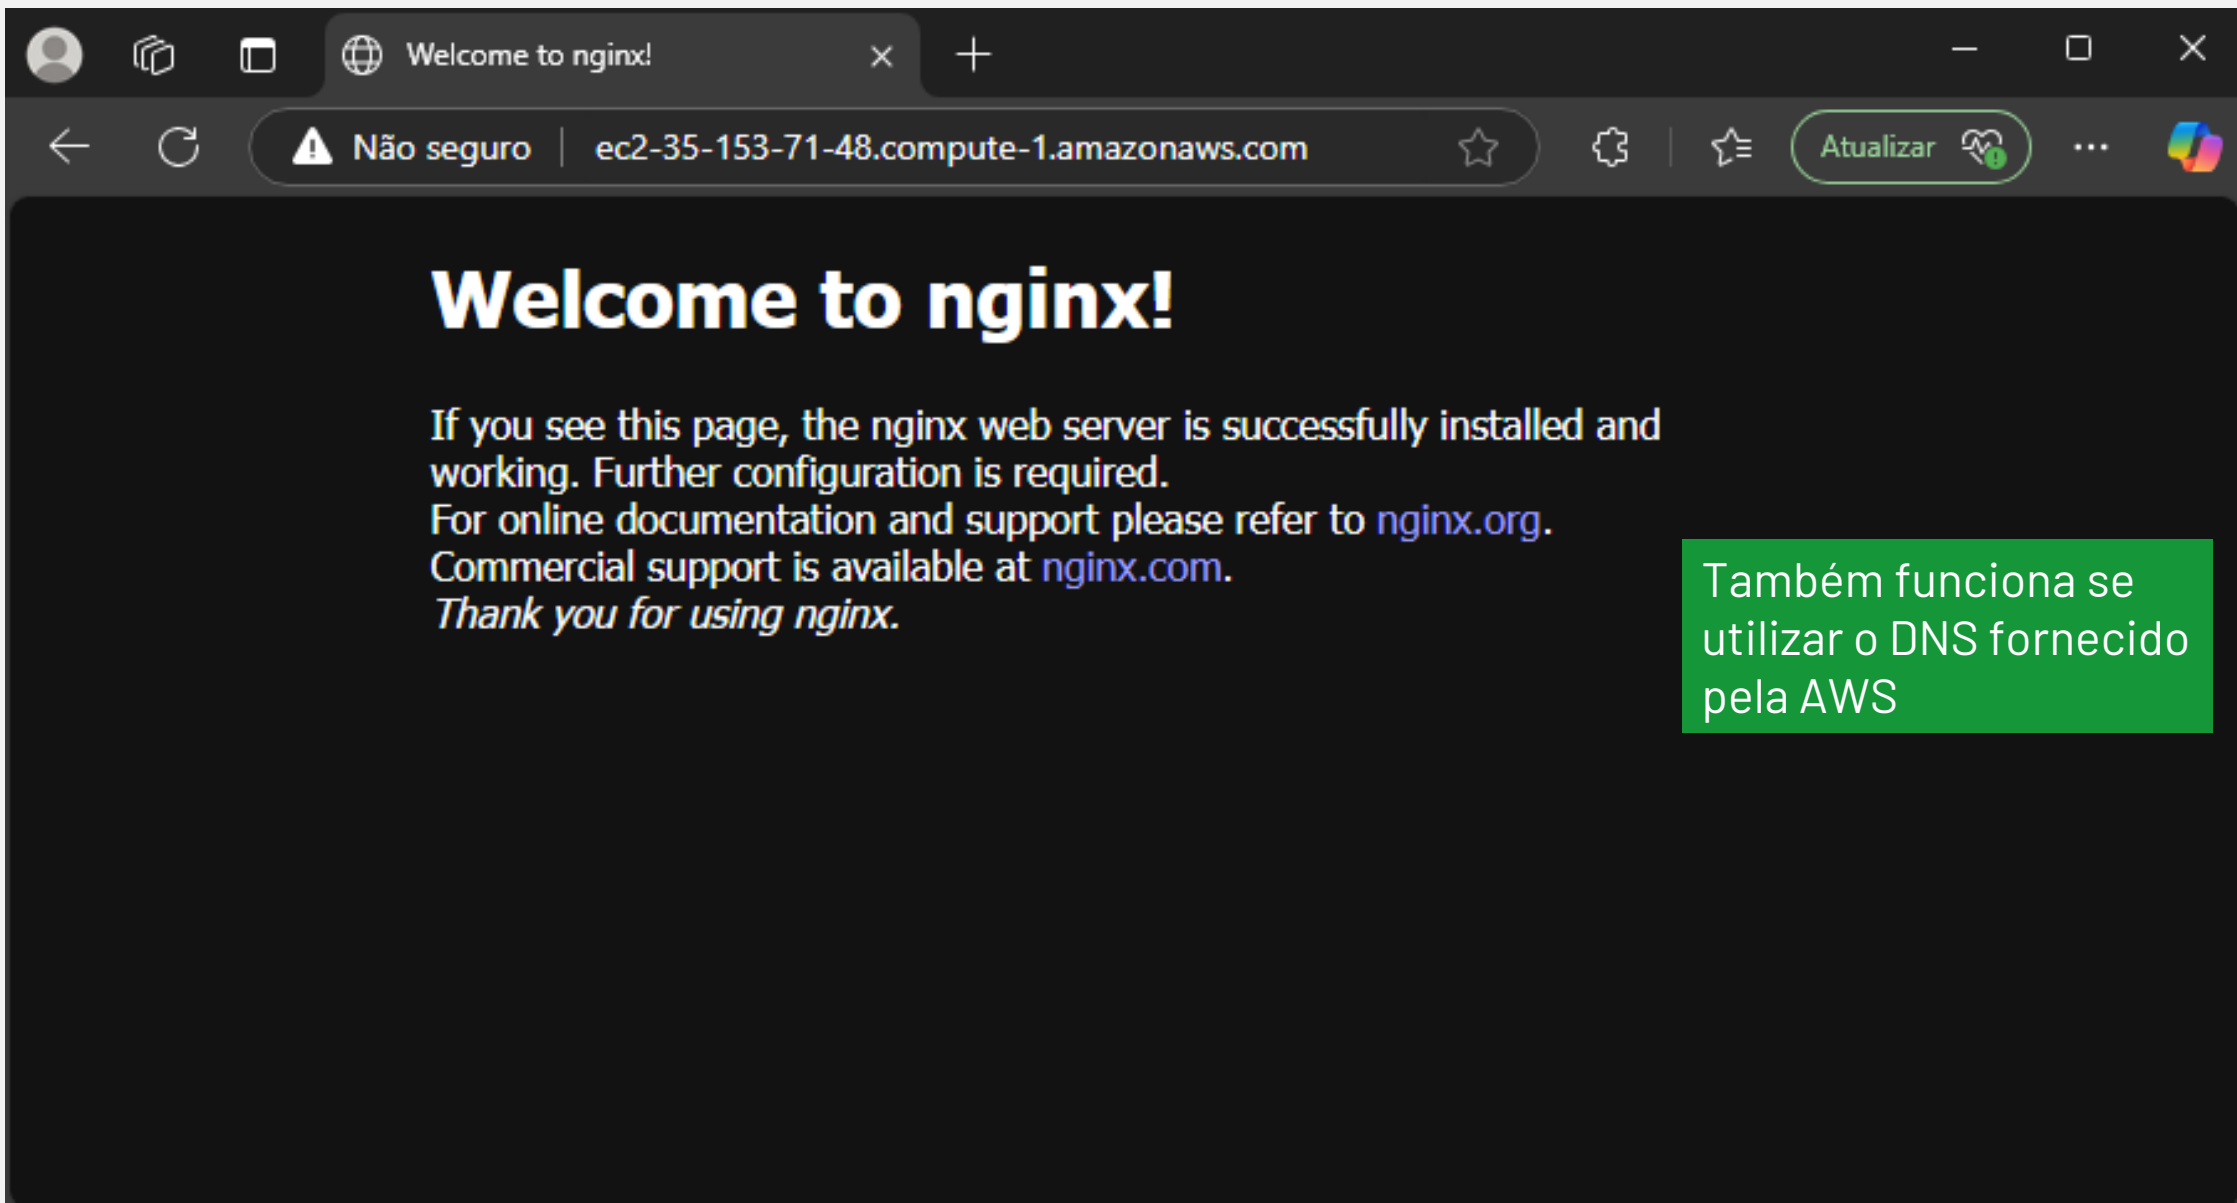 Welcome to nginx!
Não seguro
ec2-35-153-71-48.compute-1.amazonaws.com
Atualizar
Welcome to nginx!
If you see this page, the nginx web server is successfully installed and
working. Further configuration is required.
For online documentation and support please refer to nginx.org.
Commercial support is available at nginx.com.
Thank you for using nginx.
Também funciona se
utilizar o DNS fornecido
pela AWS